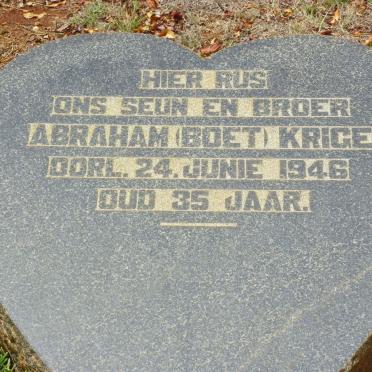 HIER RUS
ONS SEUN EN BROER
ABRAHAM (BOET) KRIGE
OORL. 24. JUNIE 1946
OUD 35 JAAR.